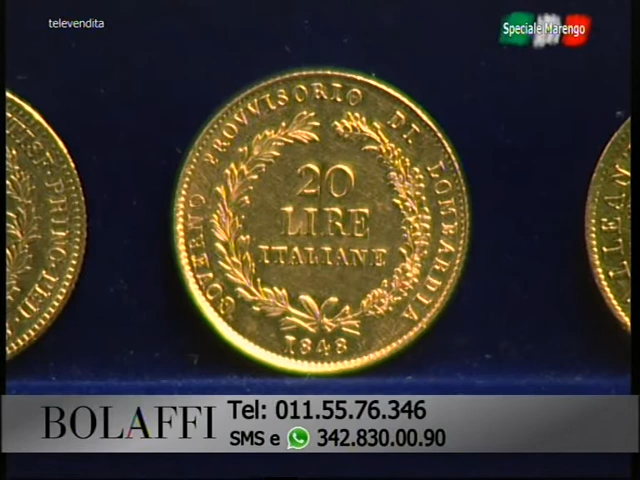 televendita
Speciale Marengo
GOVERNO PROVVISORIO DI LOMBARDIA
20
LIRE
ITALIANE
1848
BOLAFFI
Tel: 011.55.76.346
SMS e 342.830.00.90